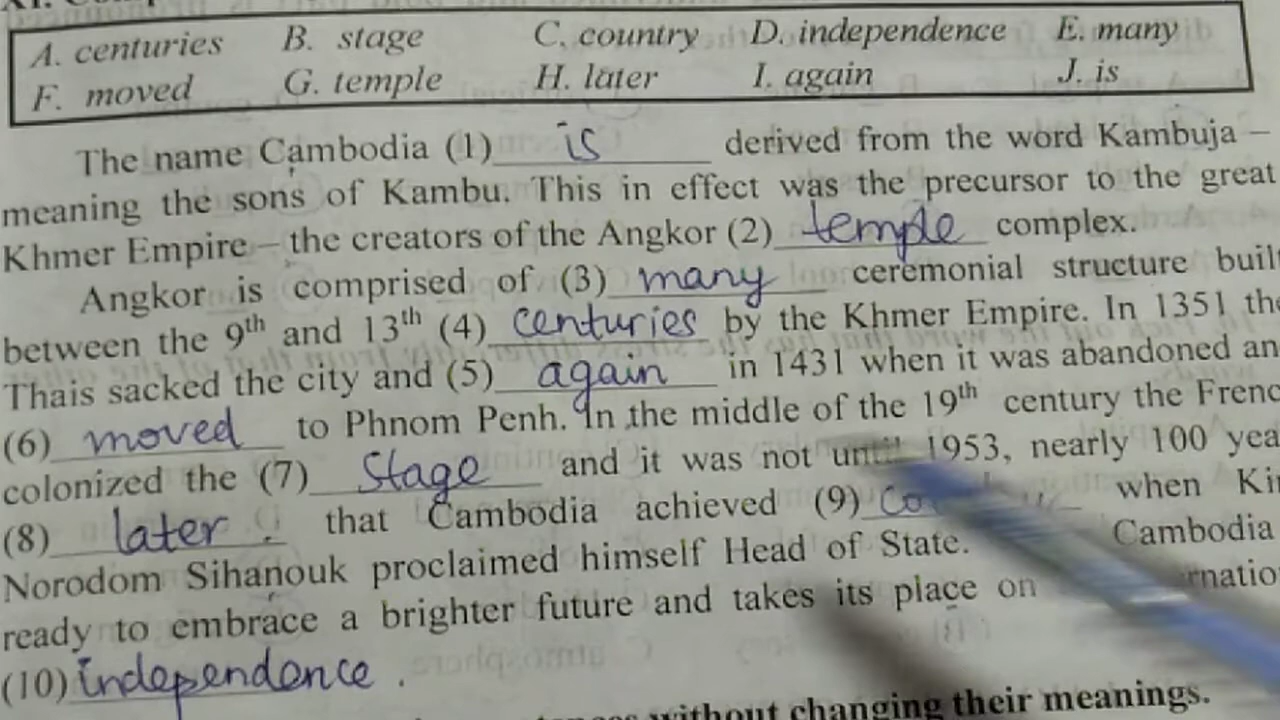 A. centuries B. stage C. country D. independence E. many
F. moved G. temple H. later I. again J. is
The name Cambodia (1) is derived from the word Kambuja –
meaning the sons of Kambu. This in effect was the precursor to the great
Khmer Empire – the creators of the Angkor (2) temple complex.
Angkor is comprised of (3) many ceremonial structure buil
between the 9th and 13th (4) centuries by the Khmer Empire. In 1351 the
Thais sacked the city and (5) again in 1431 when it was abandoned an
(6) moved to Phnom Penh. In the middle of the 19th century the Frenc
colonized the (7) stage and it was not until 1953, nearly 100 yea
(8) later that Cambodia achieved (9) when Kin
Norodom Sihanouk proclaimed himself Head of State. Cambodia
ready to embrace a brighter future and takes its place on
(10) independence .
without changing their meanings.